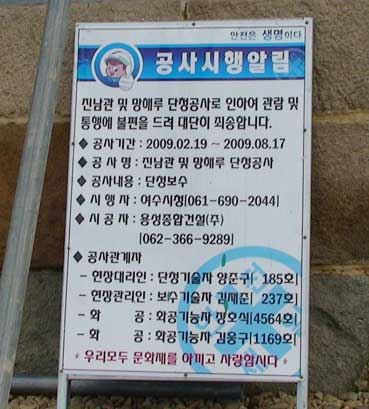 안전은 생명이다
공사시행알림
진남관 및 망해루 단청공사로 인하여 관람 및
통행에 불편을 드려 대단히 죄송합니다.
◆ 공사기간 : 2009.02.19 ~ 2009.08.17
◆ 공 사 명 : 진남관 및 망해루 단청공사
◆ 공사내용 : 단청보수
◆ 시 행 자 : 여수시청[061-690-2044]
◆ 시 공 자 : 용성종합건설(주)
[062-366-9289]
◆ 공사관계자
- 현장대리인 : 단청기술자 양준구[ 185호]
- 현장관리인 : 보수기술자 김재준[ 237호]
- 화 공 : 화공기능자 장호식[4564호]
- 화 공 : 화공기능자 김용구[1169호]
* 우리모두 문화재를 아끼고 사랑합시다 *